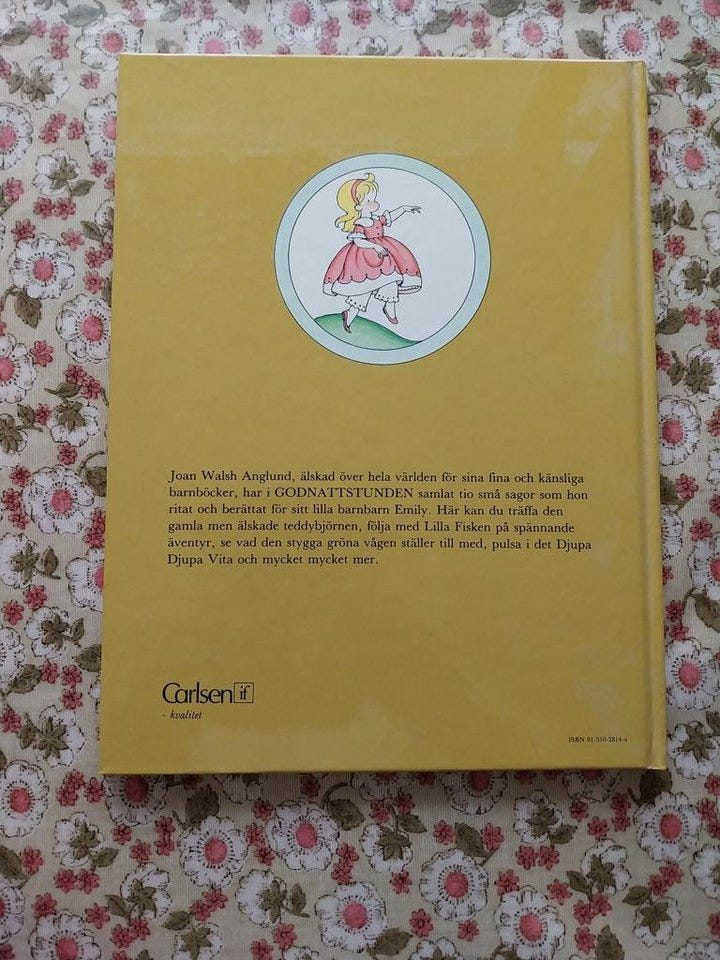 Joan Walsh Anglund, älskad över hela världen för sina fina och känsliga
barnböcker, har i GODNATTSTUNDEN samlat tio små sagor som hon
ritat och berättat för sitt lilla barnbarn Emily. Här kan du träffa den
gamla men älskade teddybjörnen, följa med Lilla Fisken på spännande
äventyr, se vad den stygga gröna vågen ställer till med, pulsa i det Djupa
Djupa Vita och mycket mycket mer.
Carlsen if
- kvalitet
ISBN 91-510-2814-x